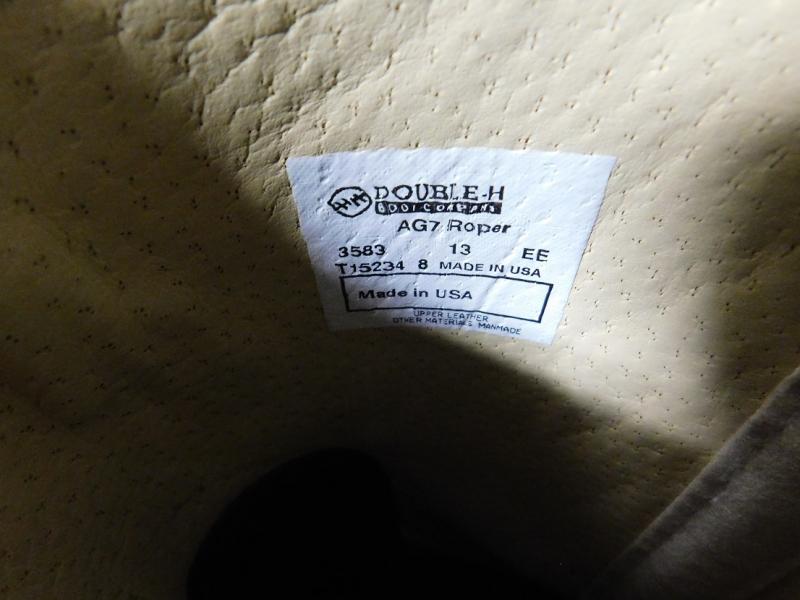 DOUBLE-H
BOOT COMPANY
AG7 Roper
3583 13 EE
T15234 8 MADE IN USA
Made in USA
UPPER LEATHER
OTHER MATERIALS MANMADE